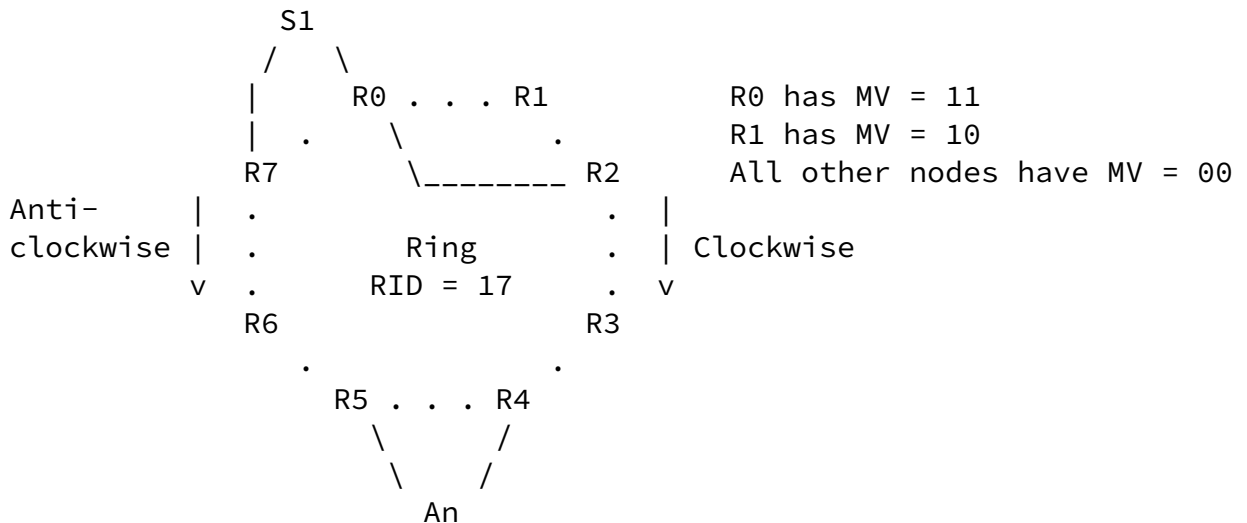 S1
R0 . . . R1 R0 has MV = 11
R1 has MV = 10
R7 R2 All other nodes have MV = 00
Anti-
clockwise Ring Clockwise
v RID = 17 v
R6 R3
R5 . . . R4
An